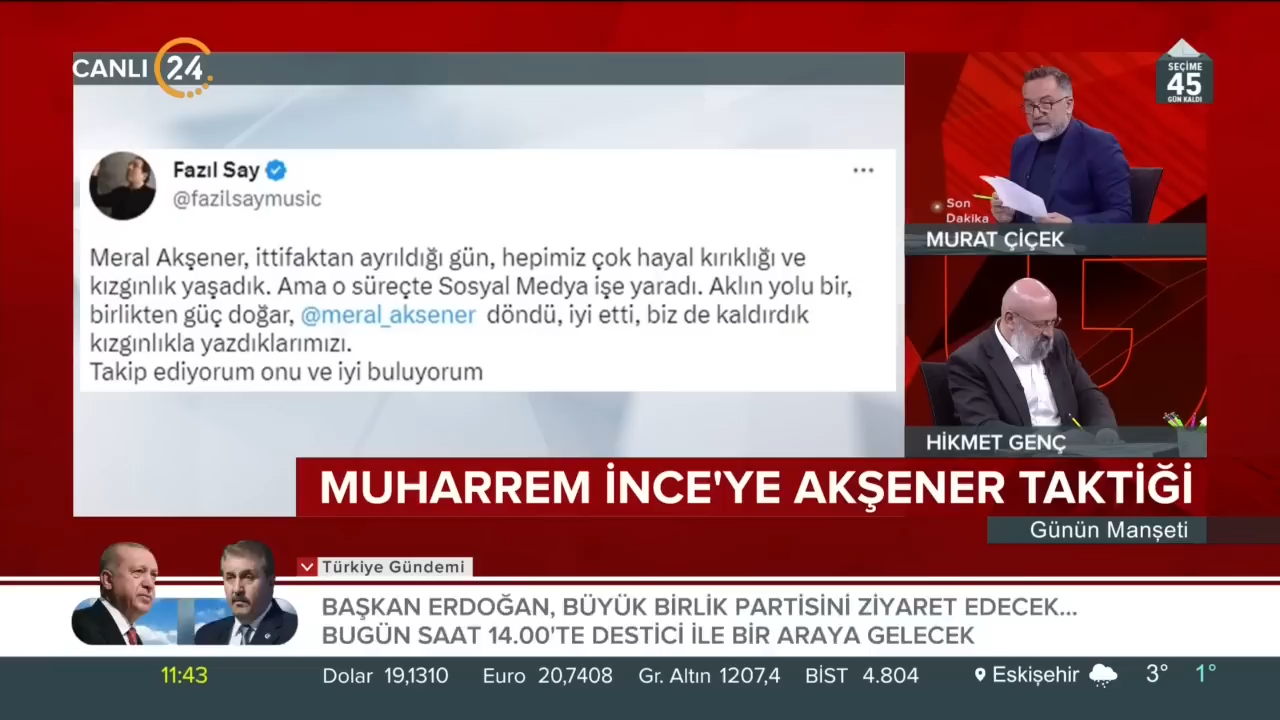 CANLI 24
SEÇİME
45
GÜN KALDI
Fazıl Say
@fazilsaymusic
Meral Akşener, ittifaktan ayrıldığı gün, hepimiz çok hayal kırıklığı ve
kızgınlık yaşadık. Ama o süreçte Sosyal Medya işe yaradı. Aklın yolu bir,
birlikten güç doğar, @meral_aksener döndü, iyi etti, biz de kaldırdık
kızgınlıkla yazdıklarımızı.
Takip ediyorum onu ve iyi buluyorum
Son
Dakika
MURAT ÇİÇEK
HİKMET GENÇ
MUHARREM İNCE'YE AKŞENER TAKTİĞİ
Günün Manşeti
Türkiye Gündemi
BAŞKAN ERDOĞAN, BÜYÜK BİRLİK PARTİSİNİ ZİYARET EDECEK...
BUGÜN SAAT 14.00'TE DESTİCİ İLE BİR ARAYA GELECEK
11:43 Dolar 19,1310 Euro 20,7408 Gr. Altın 1207,4 BİST 4.804 Eskişehir 3° 1°